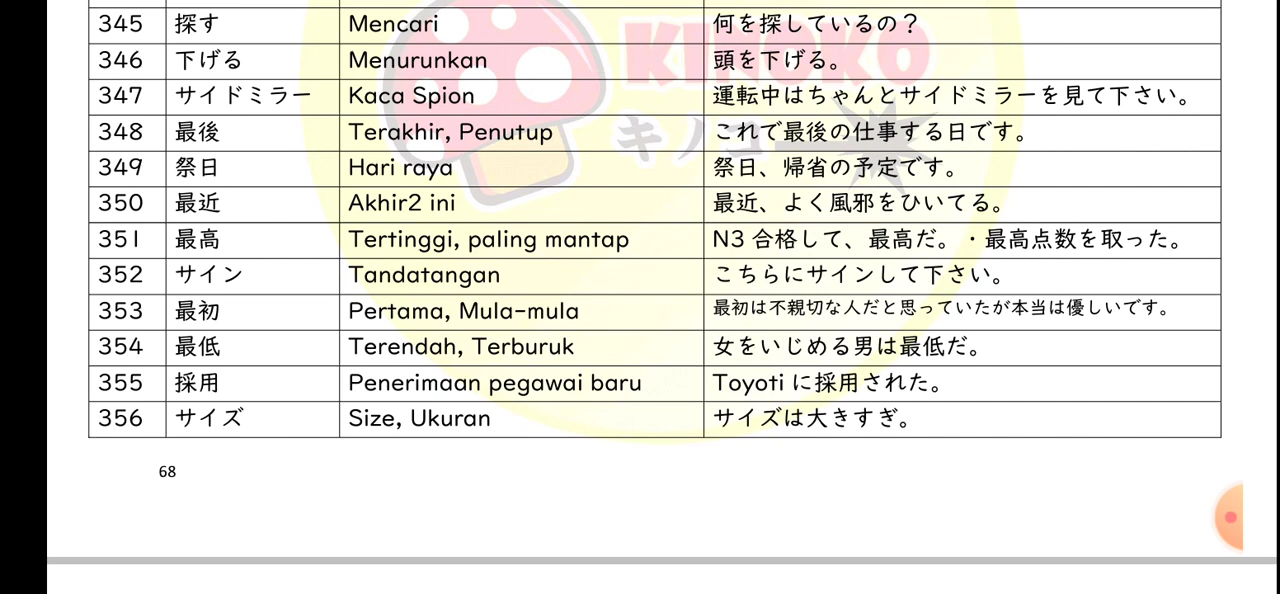 KINOKO
キノコ
345 探す Mencari 何を探しているの？
346 下げる Menurunkan 頭を下げる。
347 サイドミラー Kaca Spion 運転中はちゃんとサイドミラーを見て下さい。
348 最後 Terakhir, Penutup これで最後の仕事する日です。
349 祭日 Hari raya 祭日、帰省の予定です。
350 最近 Akhir2 ini 最近、よく風邪をひいてる。
351 最高 Tertinggi, paling mantap N3 合格して、最高だ。・最高点数を取った。
352 サイン Tandatangan こちらにサインして下さい。
353 最初 Pertama, Mula-mula 最初は不親切な人だと思っていたが本当は優しいです。
354 最低 Terendah, Terburuk 女をいじめる男は最低だ。
355 採用 Penerimaan pegawai baru Toyoti に採用された。
356 サイズ Size, Ukuran サイズは大きすぎ。
68